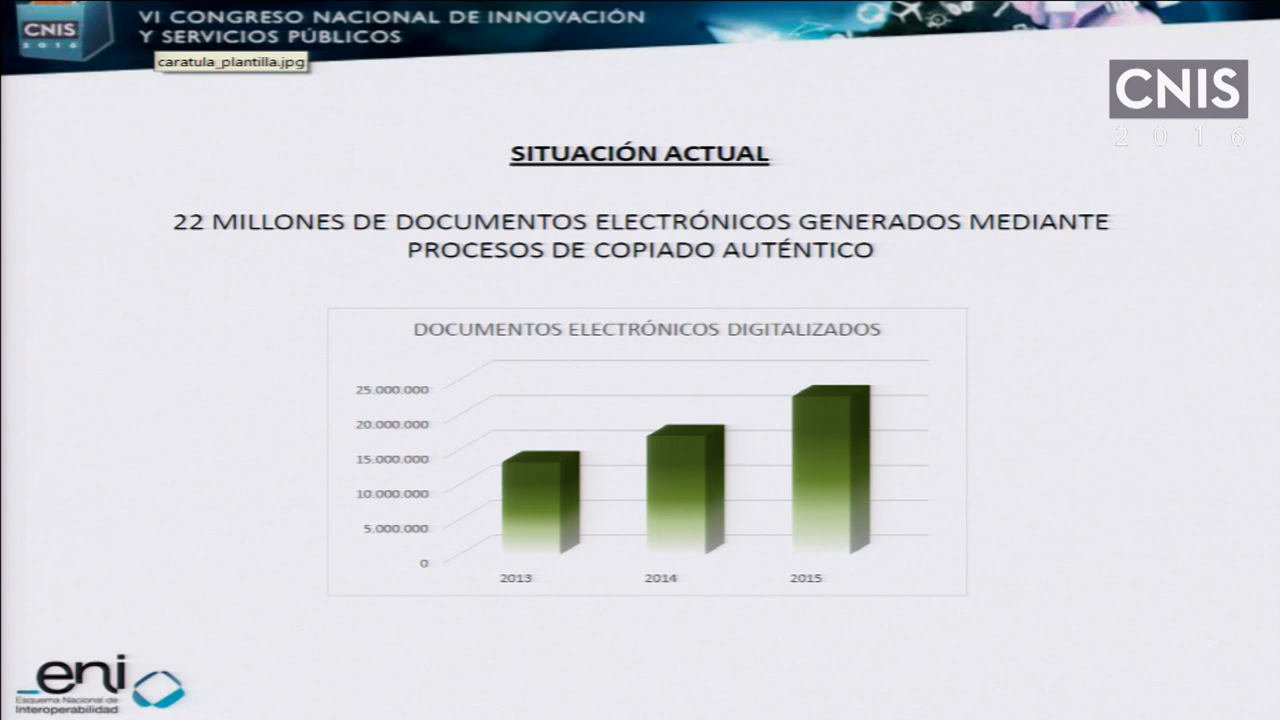 VI CONGRESO NACIONAL DE INNOVACIÓN
Y SERVICIOS PÚBLICOS
CNIS
2016
caratula_plantilla.jpg
CNIS
2016
SITUACIÓN ACTUAL
22 MILLONES DE DOCUMENTOS ELECTRÓNICOS GENERADOS MEDIANTE
PROCESOS DE COPIADO AUTÉNTICO
DOCUMENTOS ELECTRÓNICOS DIGITALIZADOS
25.000.000
20.000.000
15.000.000
10.000.000
5.000.000
0
2013 2014 2015
_eni
Esquema Nacional de
Interoperabilidad